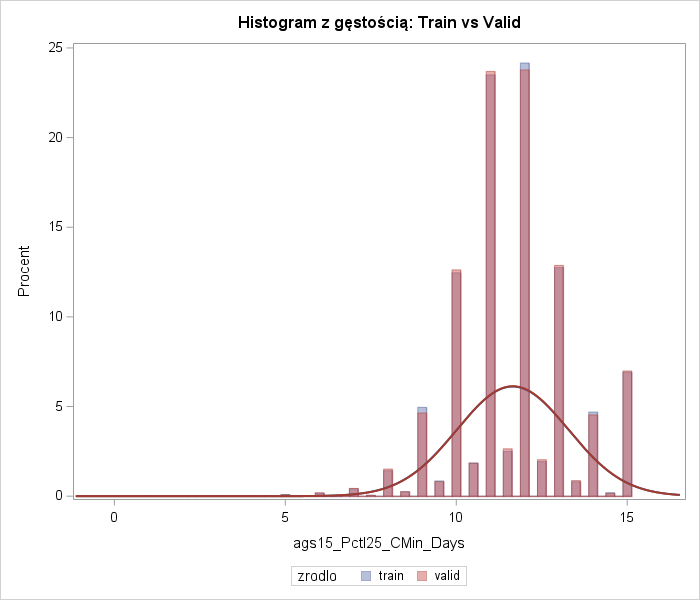 Histogram z gęstością: Train vs Valid
25
20
15
10
5
0
Procent
0 5 10 15
ags15_Pctl25_CMin_Days
zrodlo train valid